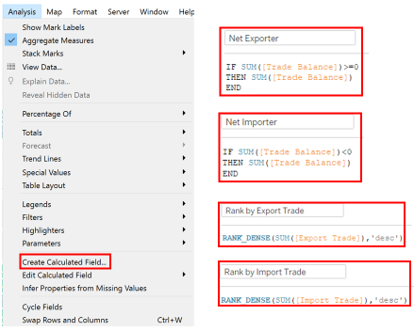 Analysis Map Format Server Window Help
Show Mark Labels
Aggregate Measures
Stack Marks
View Data...
Explain Data...
Reveal Hidden Data
Percentage Of
Totals
Forecast
Trend Lines
Special Values
Table Layout
Legends
Filters
Highlighters
Parameters
Create Calculated Field...
Edit Calculated Field
Infer Properties from Missing Values
Cycle Fields
Swap Rows and Columns Ctrl+W
Net Exporter
IF SUM([Trade Balance])>=0
THEN SUM([Trade Balance])
END
Net Importer
IF SUM([Trade Balance])<0
THEN SUM([Trade Balance])
END
Rank by Export Trade
RANK_DENSE(SUM([Export Trade]),'desc')
Rank by Import Trade
RANK_DENSE(SUM([Import Trade]),'desc')